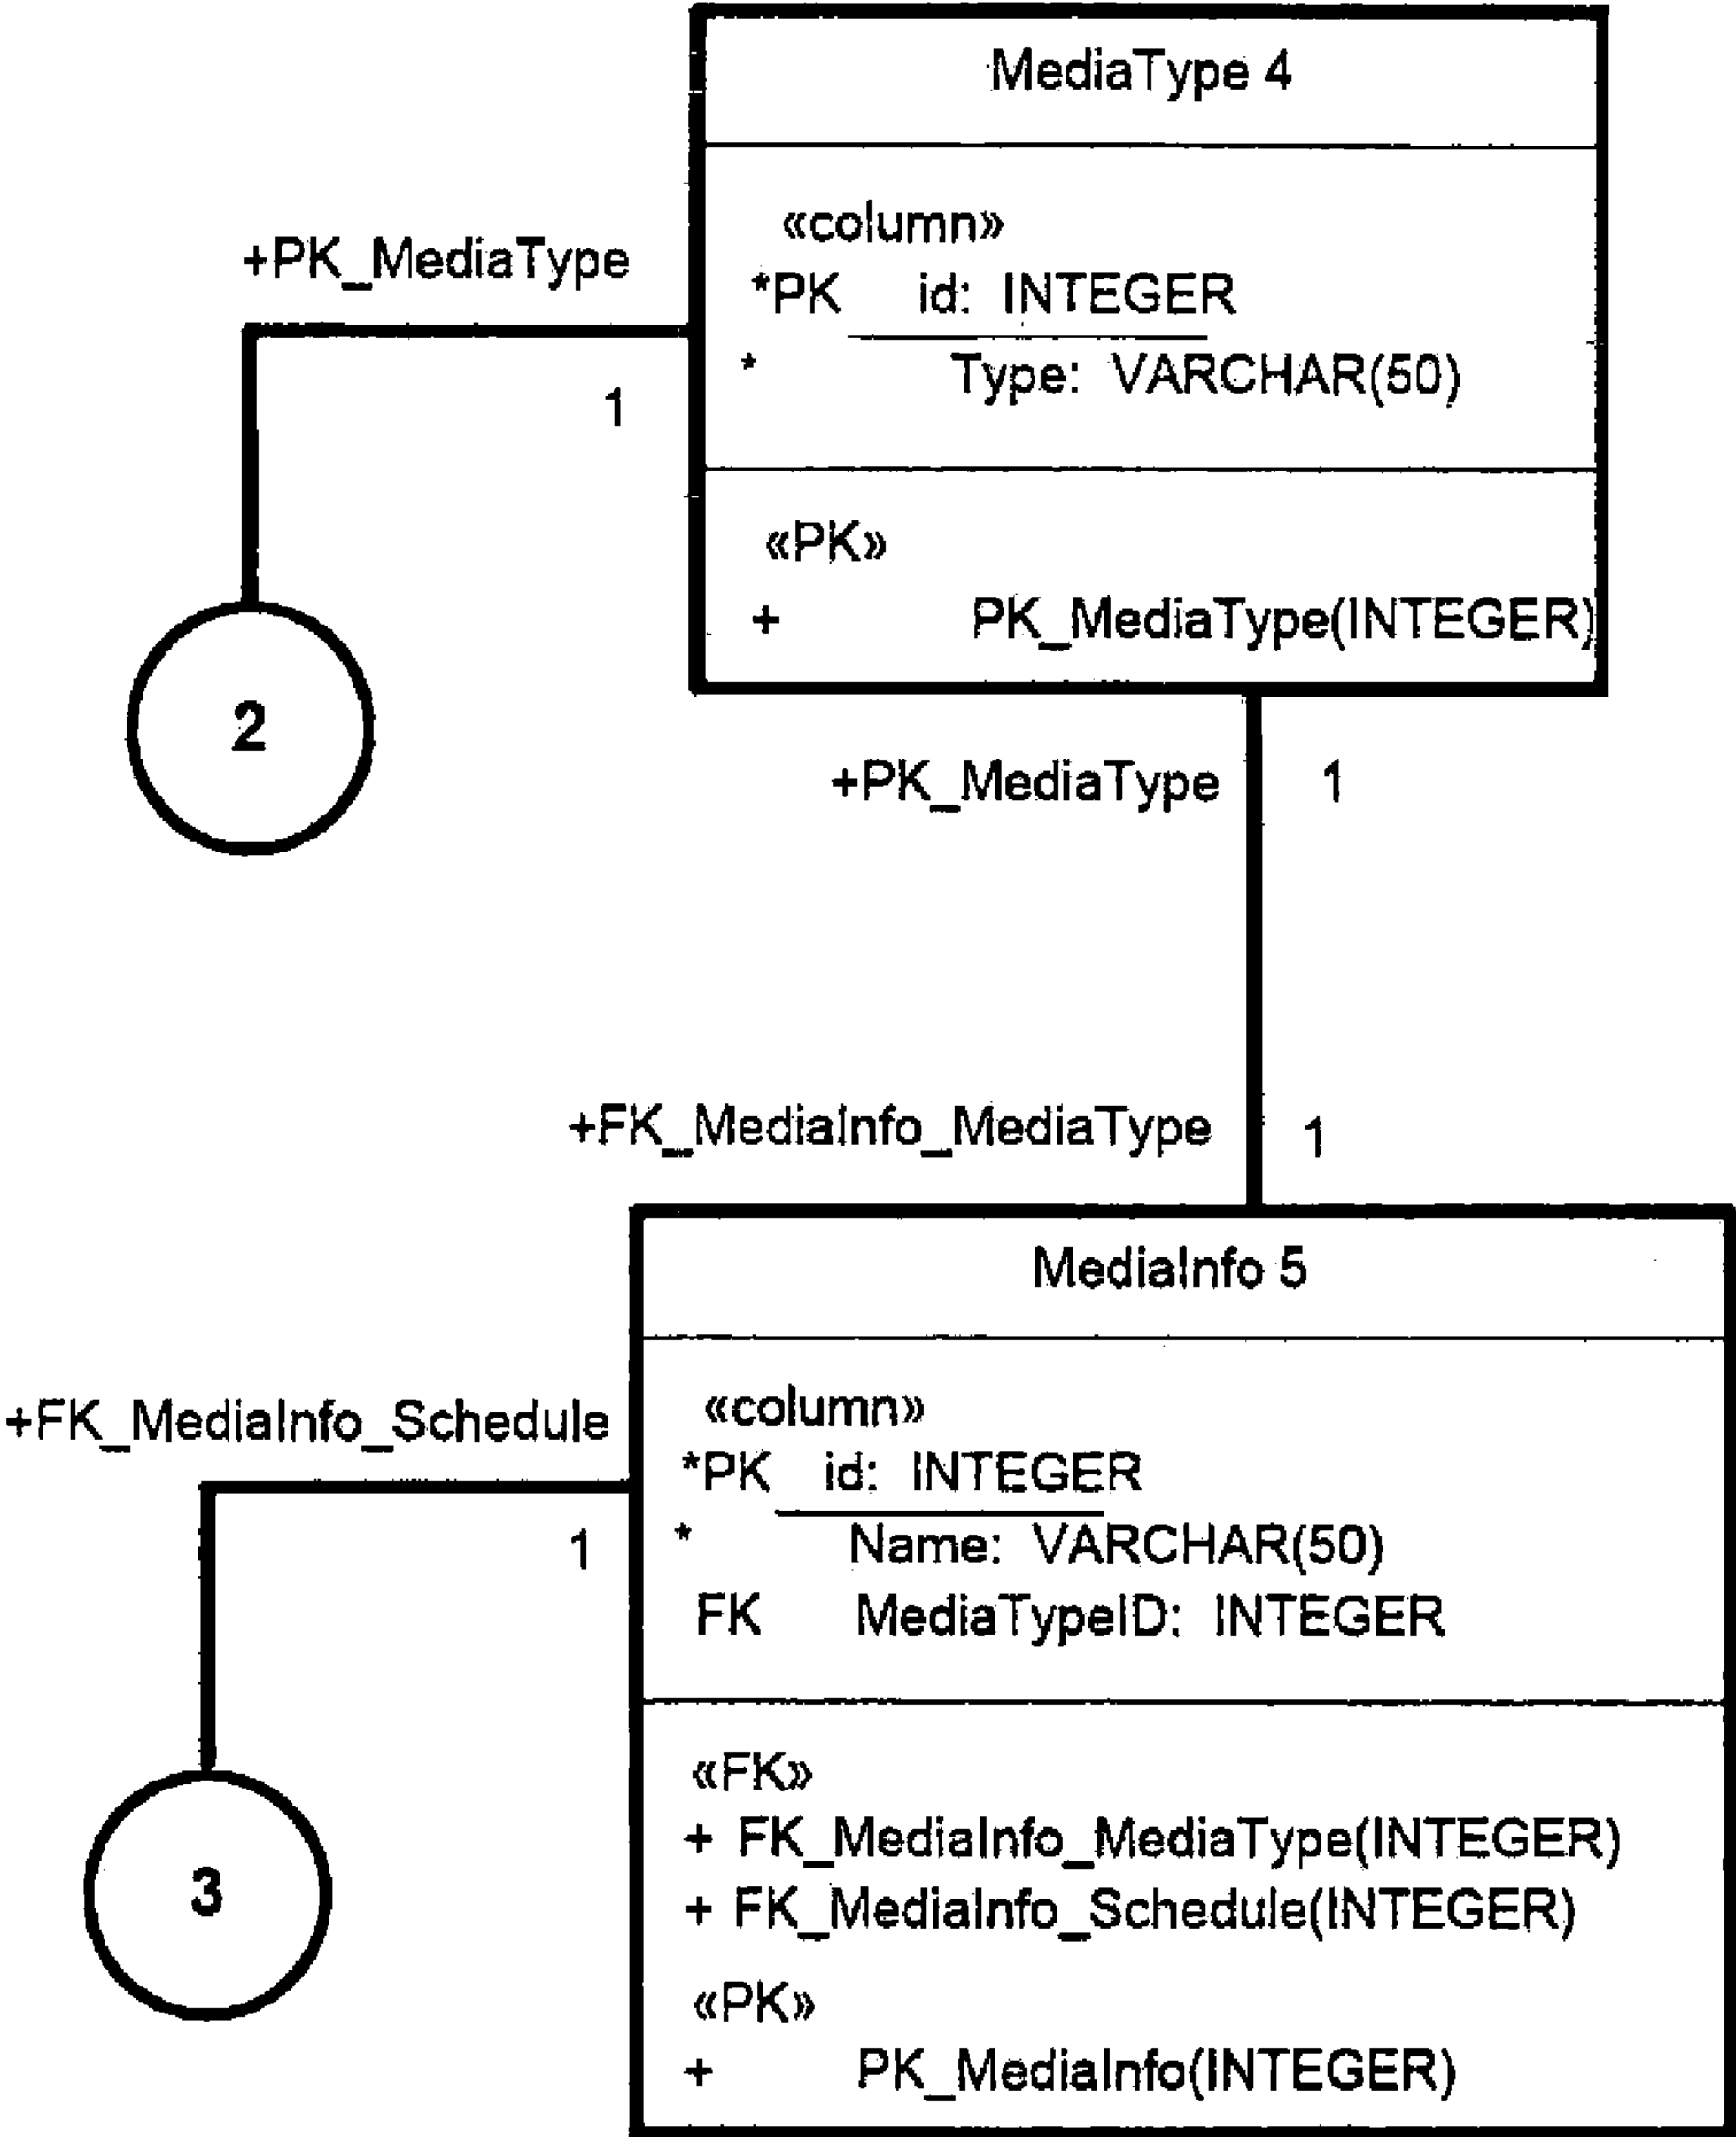 MediaType 4
«column»
*PK id: INTEGER
* Type: VARCHAR(50)
«PK»
+ PK_MediaType(INTEGER)
+PK_MediaType
1
2
+PK_MediaType 1
+FK_MediaInfo_MediaType 1
MediaInfo 5
«column»
*PK id: INTEGER
* Name: VARCHAR(50)
FK MediaTypeID: INTEGER
«FK»
+ FK_MediaInfo_MediaType(INTEGER)
+ FK_MediaInfo_Schedule(INTEGER)
«PK»
+ PK_MediaInfo(INTEGER)
+FK_MediaInfo_Schedule
1
3